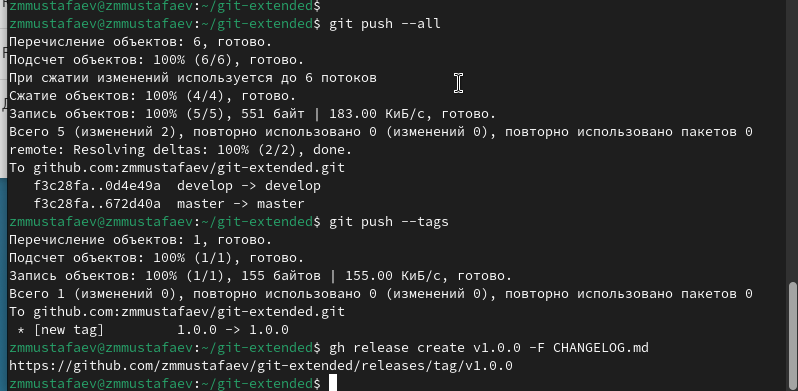 zmmustafaev@zmmustafaev:~/git-extended$
zmmustafaev@zmmustafaev:~/git-extended$ git push --all
Перечисление объектов: 6, готово.
Подсчет объектов: 100% (6/6), готово.
При сжатии изменений используется до 6 потоков
Сжатие объектов: 100% (4/4), готово.
Запись объектов: 100% (5/5), 551 байт | 183.00 КиБ/с, готово.
Всего 5 (изменений 2), повторно использовано 0 (изменений 0), повторно использовано пакетов 0
remote: Resolving deltas: 100% (2/2), done.
To github.com:zmmustafaev/git-extended.git
   f3c28fa..0d4e49a  develop -> develop
   f3c28fa..672d40a  master -> master
zmmustafaev@zmmustafaev:~/git-extended$ git push --tags
Перечисление объектов: 1, готово.
Подсчет объектов: 100% (1/1), готово.
Запись объектов: 100% (1/1), 155 байтов | 155.00 КиБ/с, готово.
Всего 1 (изменений 0), повторно использовано 0 (изменений 0), повторно использовано пакетов 0
To github.com:zmmustafaev/git-extended.git
 * [new tag]         1.0.0 -> 1.0.0
zmmustafaev@zmmustafaev:~/git-extended$ gh release create v1.0.0 -F CHANGELOG.md
https://github.com/zmmustafaev/git-extended/releases/tag/v1.0.0
zmmustafaev@zmmustafaev:~/git-extended$